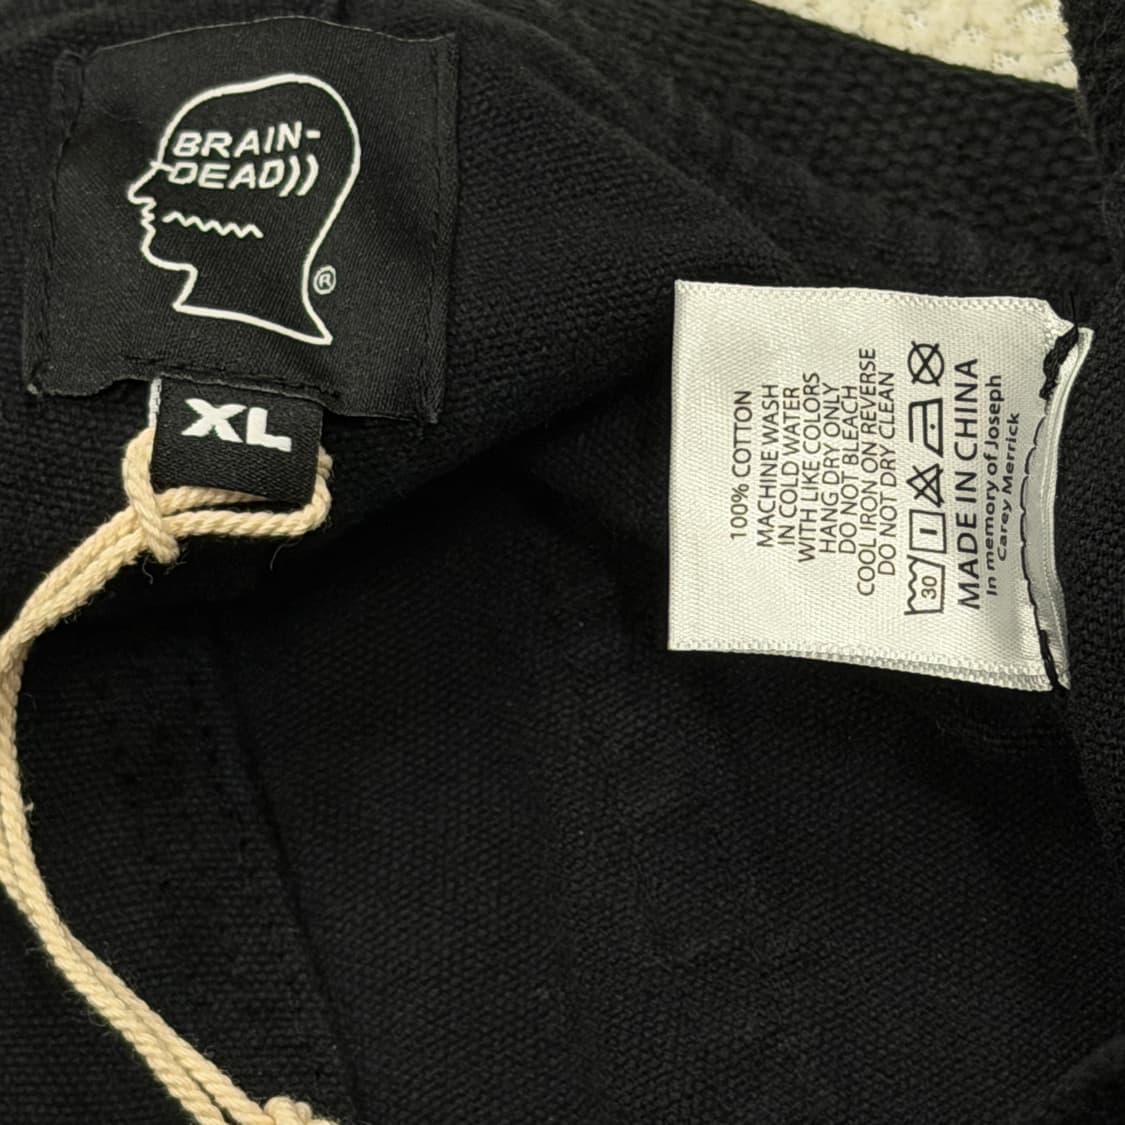 BRAIN-
DEAD))
®
XL
100% COTTON
MACHINE WASH
IN COLD WATER
WITH LIKE COLORS
HANG DRY ONLY
DO NOT BLEACH
COOL IRON ON REVERSE
DO NOT DRY CLEAN
30
MADE IN CHINA
In memory of Joseph
Carey Merrick